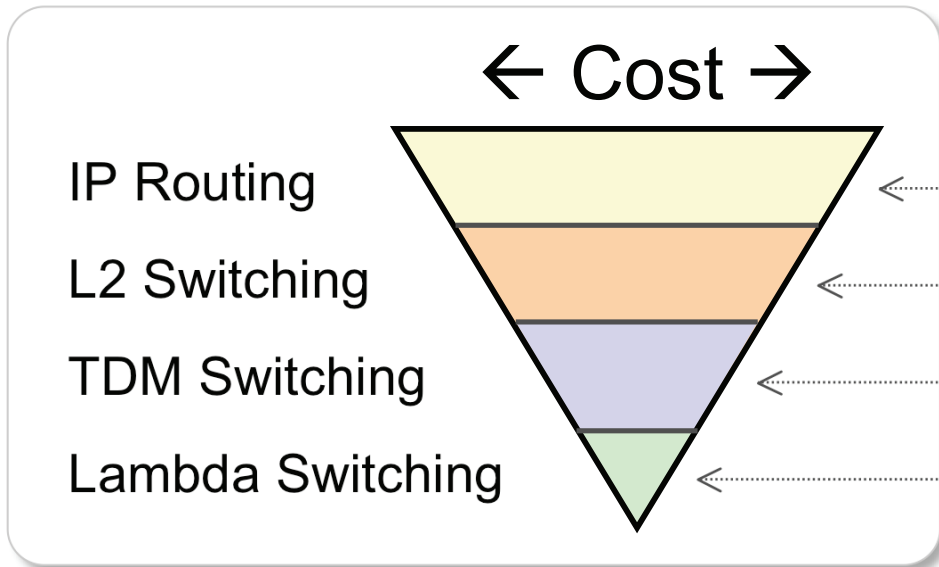 ← Cost →
IP Routing
L2 Switching
TDM Switching
Lambda Switching